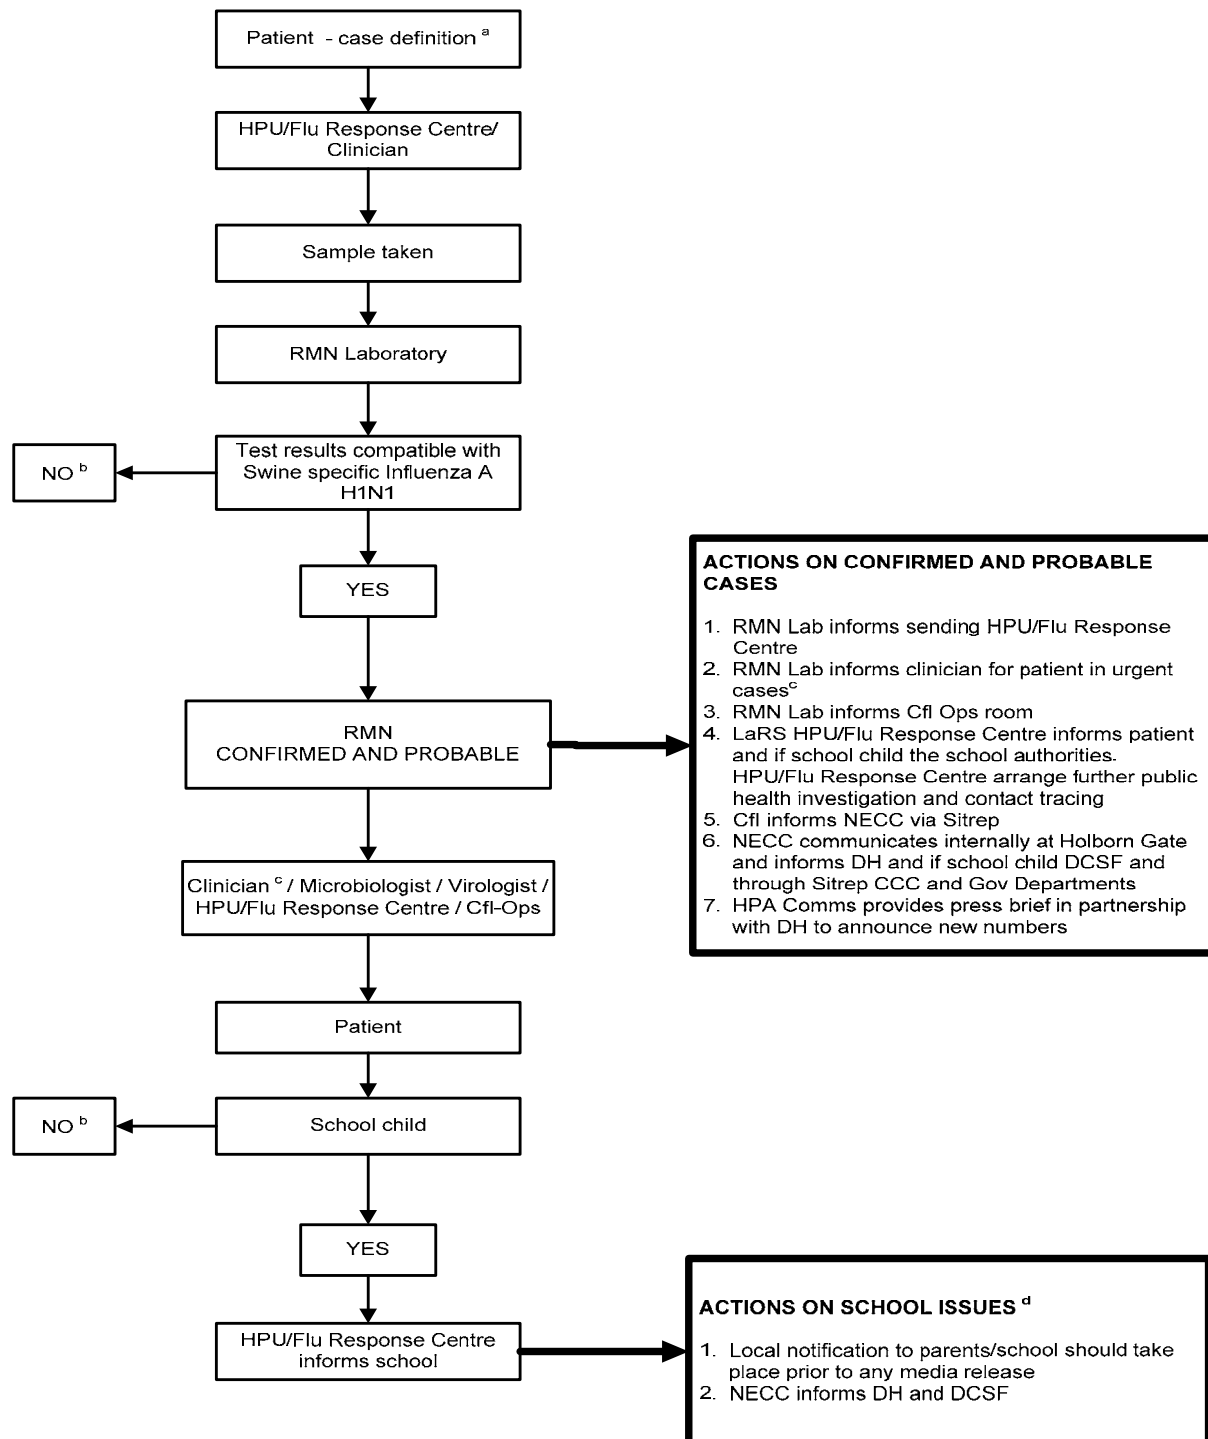 Patient - case definition a
HPU/Flu Response Centre/
Clinician
Sample taken
RMN Laboratory
Test results compatible with
Swine specific Influenza A
H1N1
NO b
YES
RMN
CONFIRMED AND PROBABLE
ACTIONS ON CONFIRMED AND PROBABLE
CASES
1. RMN Lab informs sending HPU/Flu Response
Centre
2. RMN Lab informs clinician for patient in urgent
cases c
3. RMN Lab informs CfI Ops room
4. LaRS HPU/Flu Response Centre informs patient
and if school child the school authorities.
HPU/Flu Response Centre arrange further public
health investigation and contact tracing
5. CfI informs NECC via Sitrep
6. NECC communicates internally at Holborn Gate
and informs DH and if school child DCSF and
through Sitrep CCC and Gov Departments
7. HPA Comms provides press brief in partnership
with DH to announce new numbers
Clinician c / Microbiologist / Virologist /
HPU/Flu Response Centre / CfI-Ops
Patient
School child
NO b
YES
HPU/Flu Response Centre
informs school
ACTIONS ON SCHOOL ISSUES d
1. Local notification to parents/school should take
place prior to any media release
2. NECC informs DH and DCSF